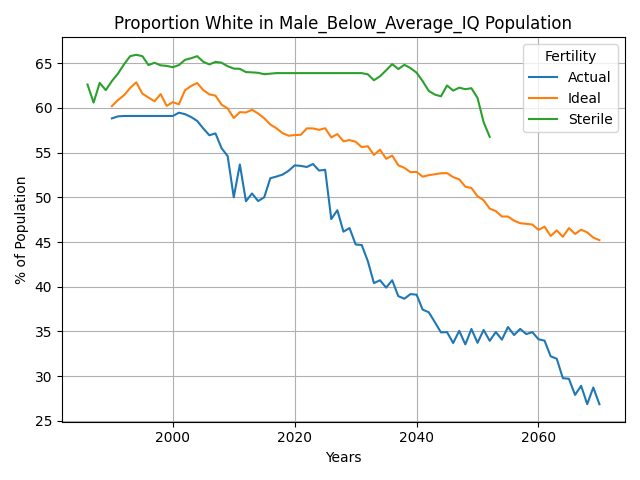 Proportion White in Male_Below_Average_IQ Population
Fertility
Actual
Ideal
Sterile
% of Population
65
60
55
50
45
40
35
30
25
2000 2020 2040 2060
Years